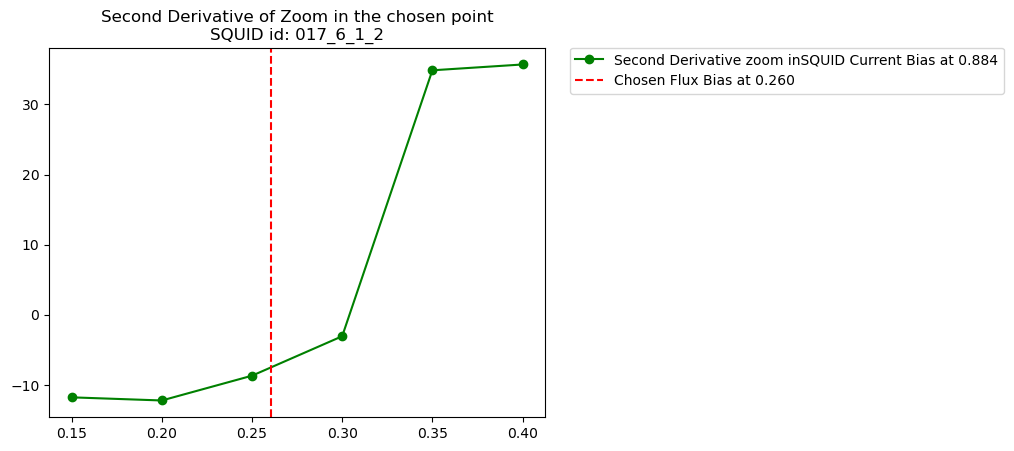 Second Derivative of Zoom in the chosen point
SQUID id: 017_6_1_2
Second Derivative zoom inSQUID Current Bias at 0.884
Chosen Flux Bias at 0.260
30
20
10
0
−10
0.15 0.20 0.25 0.30 0.35 0.40